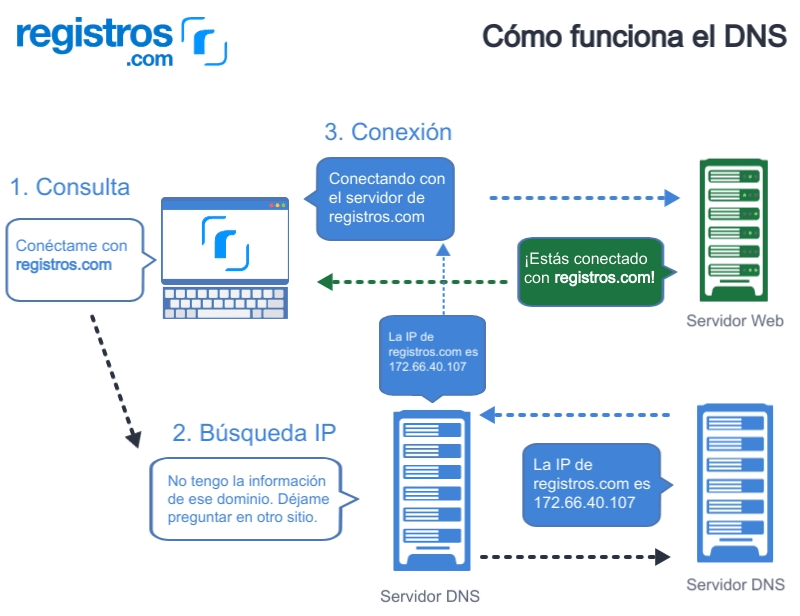 registros
.com
Cómo funciona el DNS
3. Conexión
1. Consulta
Conectando con
el servidor de
registros.com
Conéctame con
registros.com
¡Estás conectado
con registros.com!
Servidor Web
La IP de
registros.com es
172.66.40.107
2. Búsqueda IP
No tengo la información
de ese dominio. Déjame
preguntar en otro sitio.
La IP de
registros.com es
172.66.40.107
Servidor DNS
Servidor DNS